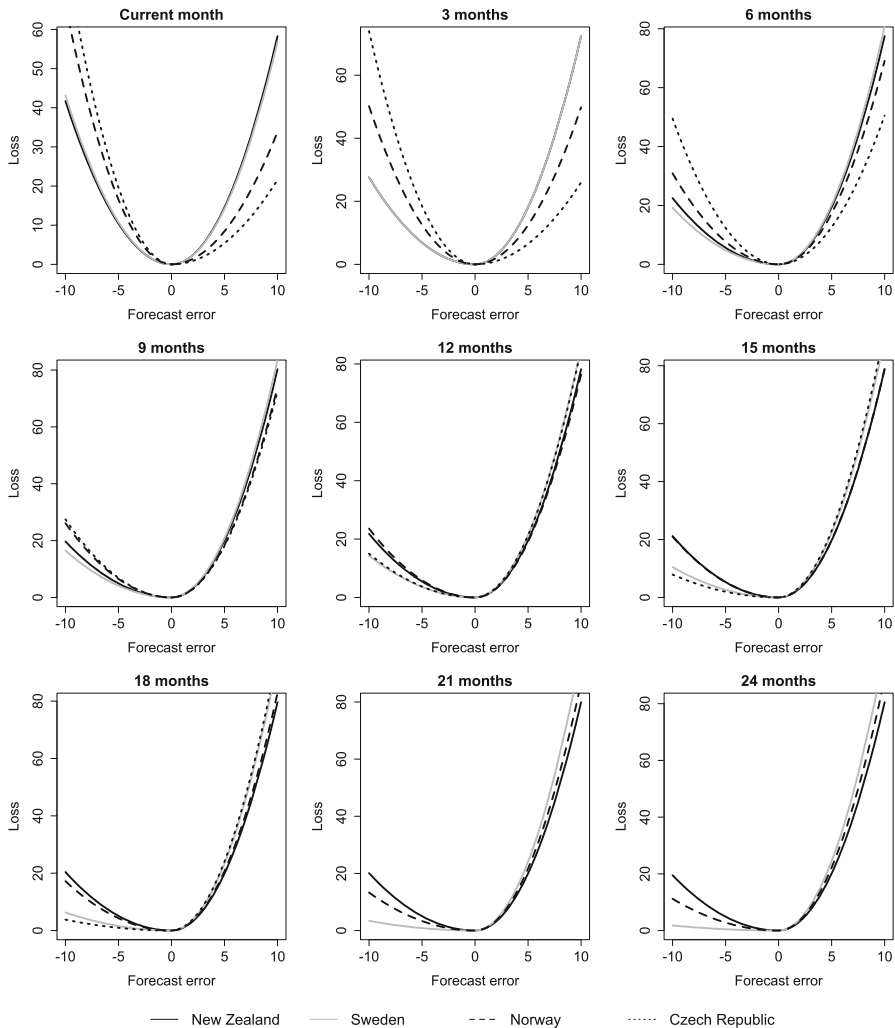 Current month
3 months
6 months
Loss
0 10 20 30 40 50 60
-10 -5 0 5 10
Forecast error
Loss
0 20 40 60
-10 -5 0 5 10
Forecast error
Loss
0 20 40 60 80
-10 -5 0 5 10
Forecast error
9 months
12 months
15 months
Loss
0 20 40 60 80
-10 -5 0 5 10
Forecast error
Loss
0 20 40 60 80
-10 -5 0 5 10
Forecast error
Loss
0 20 40 60 80
-10 -5 0 5 10
Forecast error
18 months
21 months
24 months
Loss
0 20 40 60 80
-10 -5 0 5 10
Forecast error
Loss
0 20 40 60 80
-10 -5 0 5 10
Forecast error
Loss
0 20 40 60 80
-10 -5 0 5 10
Forecast error
New Zealand Sweden Norway Czech Republic